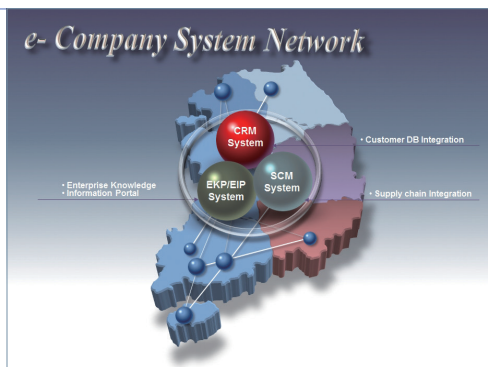 e- Company System Network
CRM
System
• Customer DB Integration
EKP/EIP
System
SCM
System
• Enterprise Knowledge
• Information Portal
• Supply chain Integration